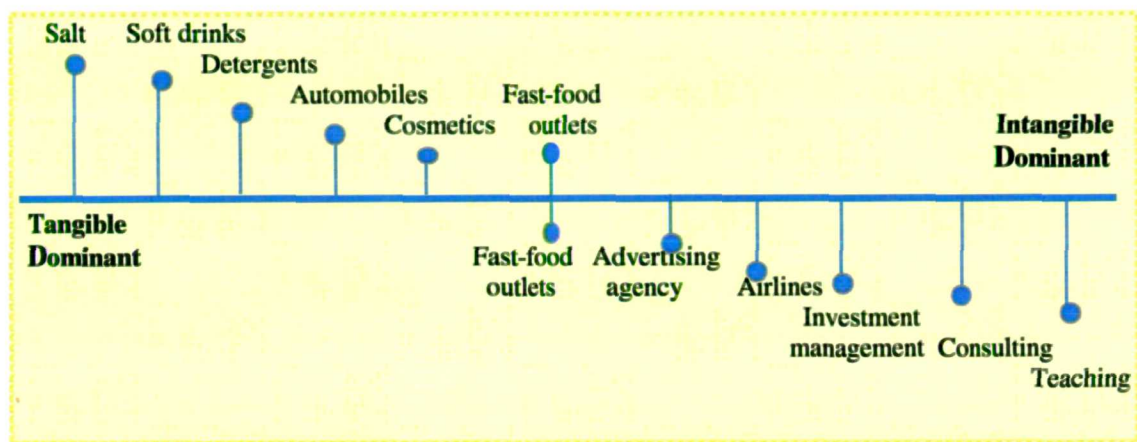 Salt
Soft drinks
Detergents
Automobiles
Cosmetics
Fast-food
outlets
Intangible
Dominant
Tangible
Dominant
Fast-food
outlets
Advertising
agency
Airlines
Investment
management
Consulting
Teaching